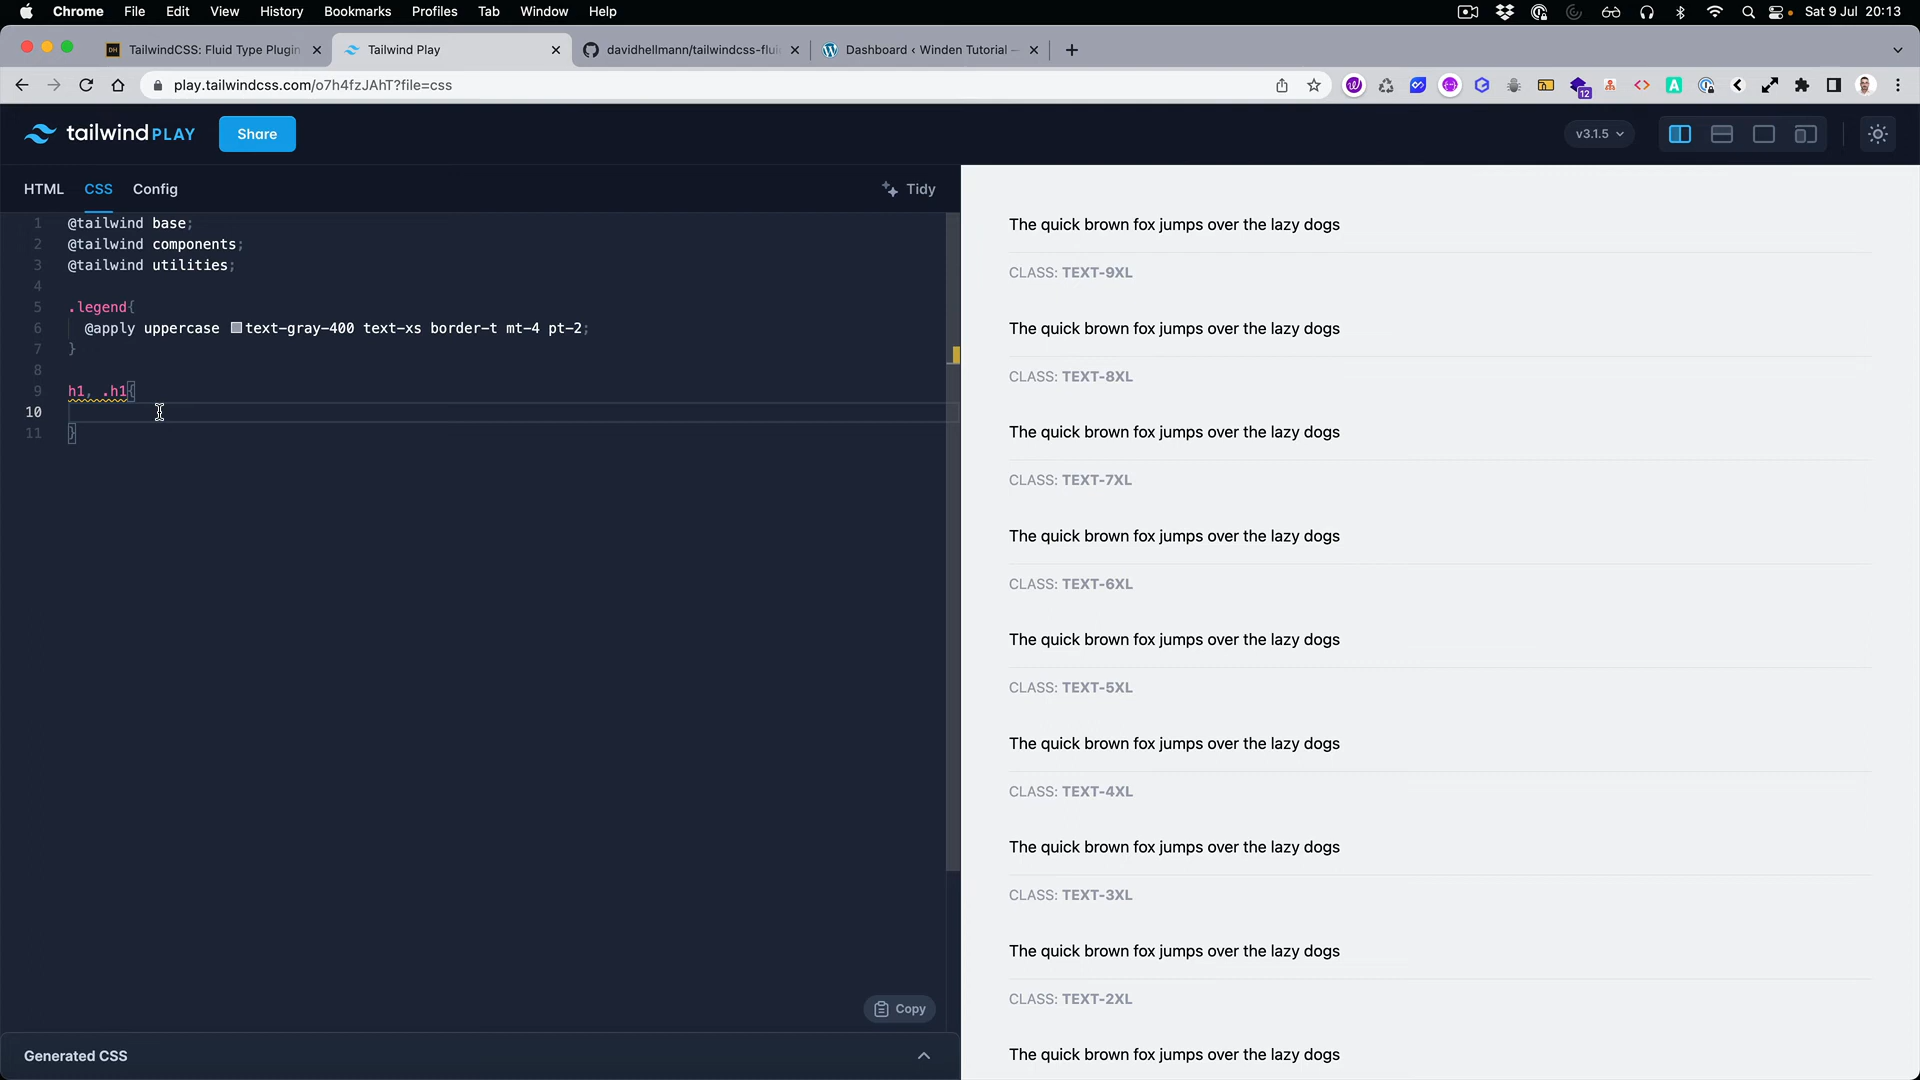 Chrome File Edit View History Bookmarks Profiles Tab Window Help Sat 9 Jul 20:13
TailwindCSS: Fluid Type Plugin Tailwind Play davidhellmann/tailwindcss-flui Dashboard ‹ Winden Tutorial —
play.tailwindcss.com/o7h4fzJAhT?file=css
12
tailwind PLAY Share v3.1.5
HTML CSS Config Tidy
1 @tailwind base;
2 @tailwind components;
3 @tailwind utilities;
4
5 .legend{
6 @apply uppercase text-gray-400 text-xs border-t mt-4 pt-2;
7 }
8
9 h1, .h1{
10
11 }
Copy
Generated CSS
The quick brown fox jumps over the lazy dogs
CLASS: TEXT-9XL
The quick brown fox jumps over the lazy dogs
CLASS: TEXT-8XL
The quick brown fox jumps over the lazy dogs
CLASS: TEXT-7XL
The quick brown fox jumps over the lazy dogs
CLASS: TEXT-6XL
The quick brown fox jumps over the lazy dogs
CLASS: TEXT-5XL
The quick brown fox jumps over the lazy dogs
CLASS: TEXT-4XL
The quick brown fox jumps over the lazy dogs
CLASS: TEXT-3XL
The quick brown fox jumps over the lazy dogs
CLASS: TEXT-2XL
The quick brown fox jumps over the lazy dogs